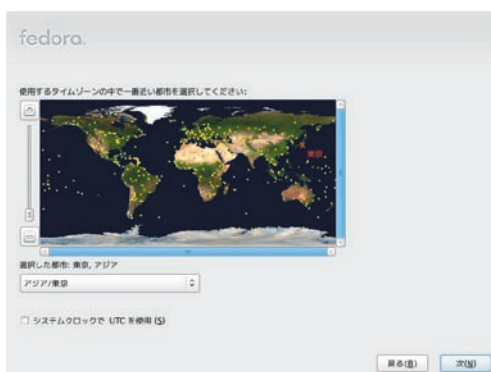 fedora.
使用するタイムゾーンの中で一番近い都市を選択してください:
東京
選択した都市: 東京, アジア
アジア/東京
システムクロックで UTC を使用 (S)
戻る(B) 次(N)